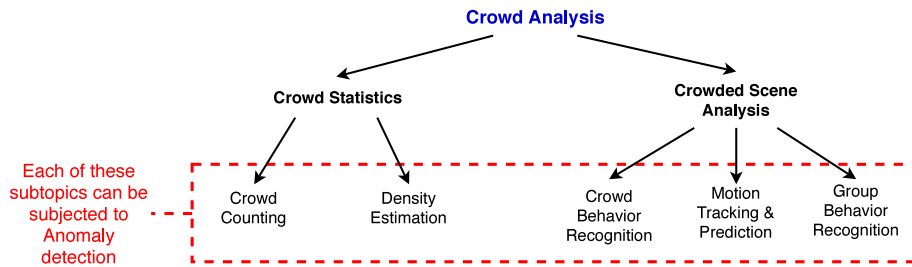 Crowd Analysis
Crowd Statistics
Crowded Scene
Analysis
Each of these
subtopics can be
subjected to
Anomaly
detection
Crowd
Counting
Density
Estimation
Crowd
Behavior
Recognition
Motion
Tracking &
Prediction
Group
Behavior
Recognition